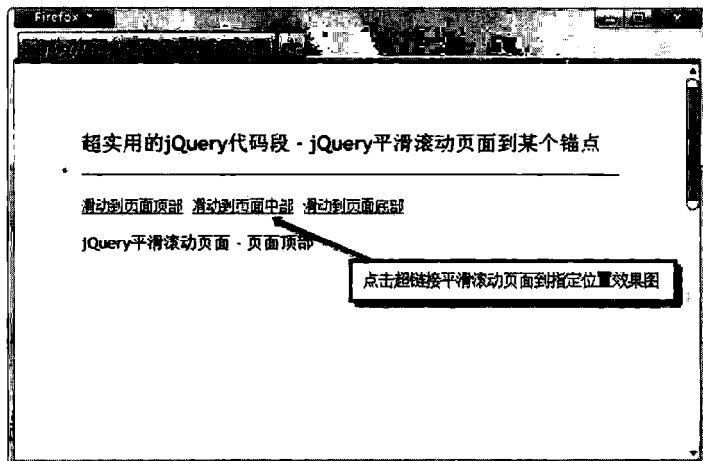 Firefox
超实用的jQuery代码段 - jQuery平滑滚动页面到某个锚点
滑动到页面顶部 滑动到页面中部 滑动到页面底部
jQuery平滑滚动页面 - 页面顶部
点击超链接平滑滚动页面到指定位置效果图